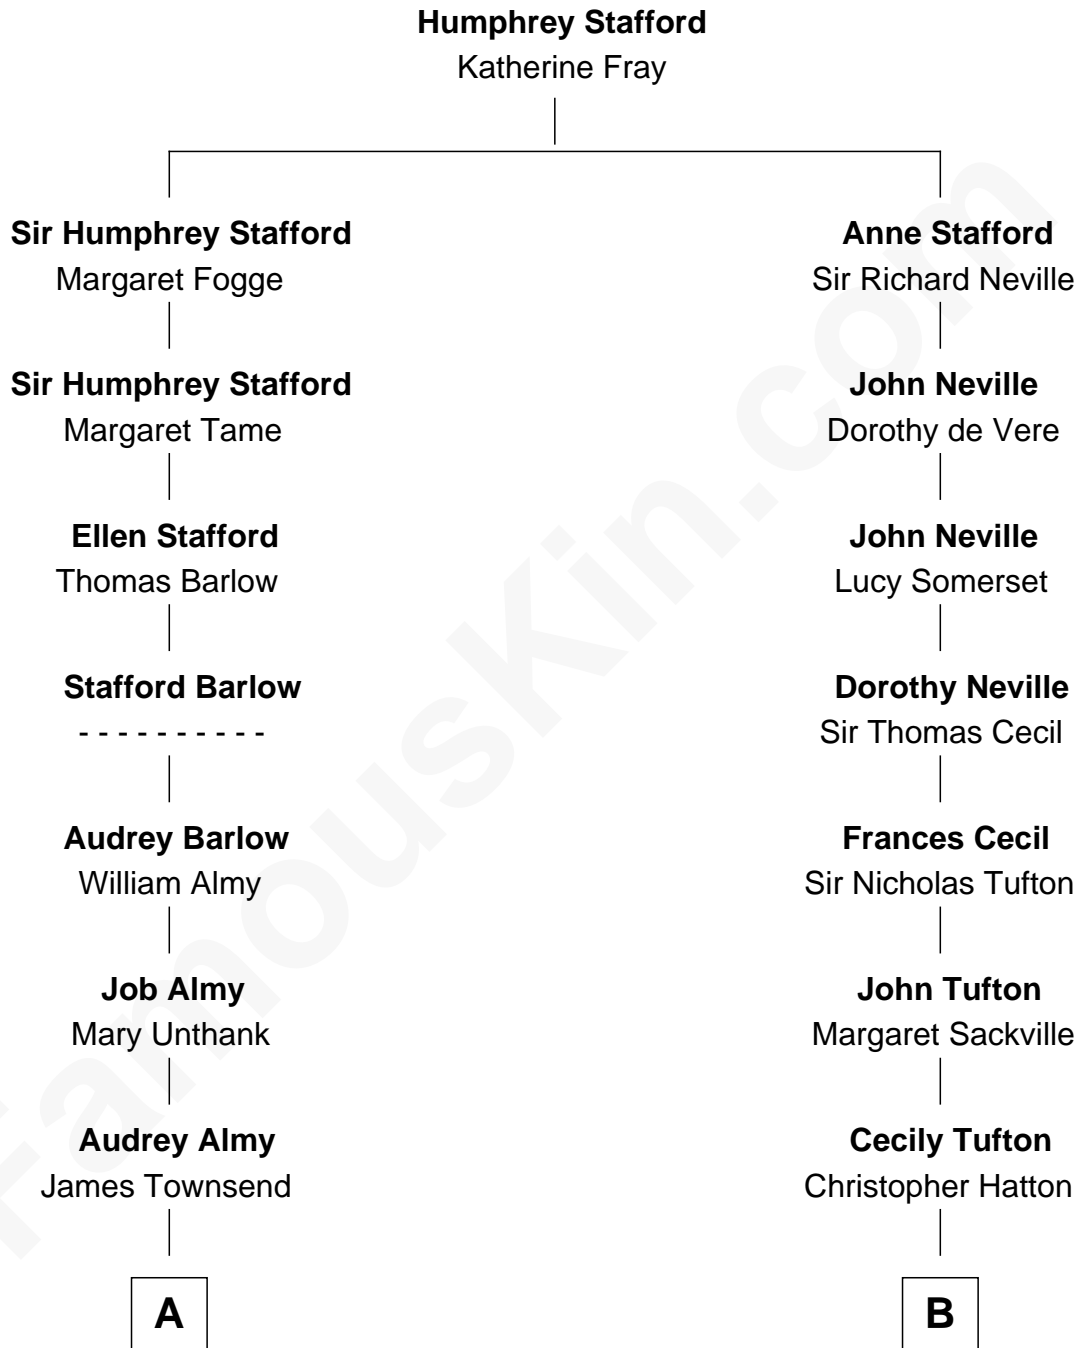 Humphrey Stafford
Katherine Fray
Sir Humphrey Stafford
Margaret Fogge
Sir Humphrey Stafford
Margaret Tame
Ellen Stafford
Thomas Barlow
Stafford Barlow
- - - - - - - - - -
Audrey Barlow
William Almy
Job Almy
Mary Unthank
Audrey Almy
James Townsend
A
Anne Stafford
Sir Richard Neville
John Neville
Dorothy de Vere
John Neville
Lucy Somerset
Dorothy Neville
Sir Thomas Cecil
Frances Cecil
Sir Nicholas Tufton
John Tufton
Margaret Sackville
Cecily Tufton
Christopher Hatton
B
FamousKin.com